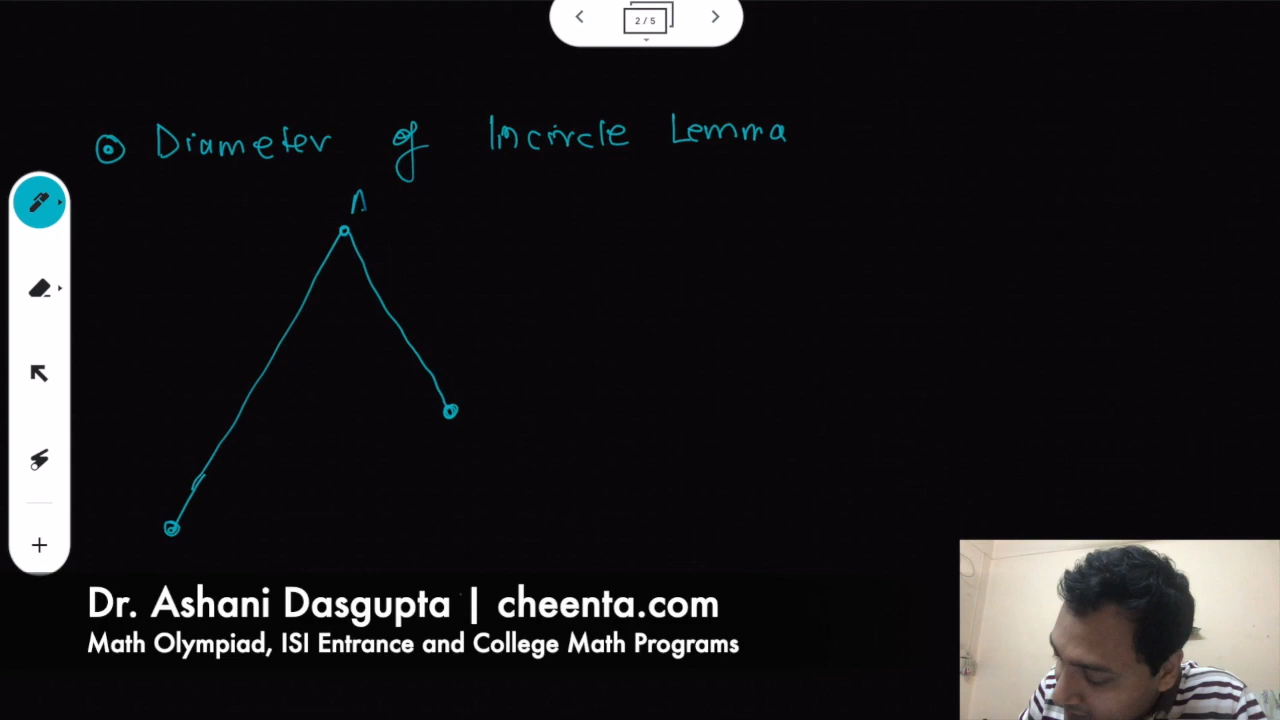 2 / 5
Diameter of Incircle Lemma
A
Dr. Ashani Dasgupta | cheenta.com
Math Olympiad, ISI Entrance and College Math Programs